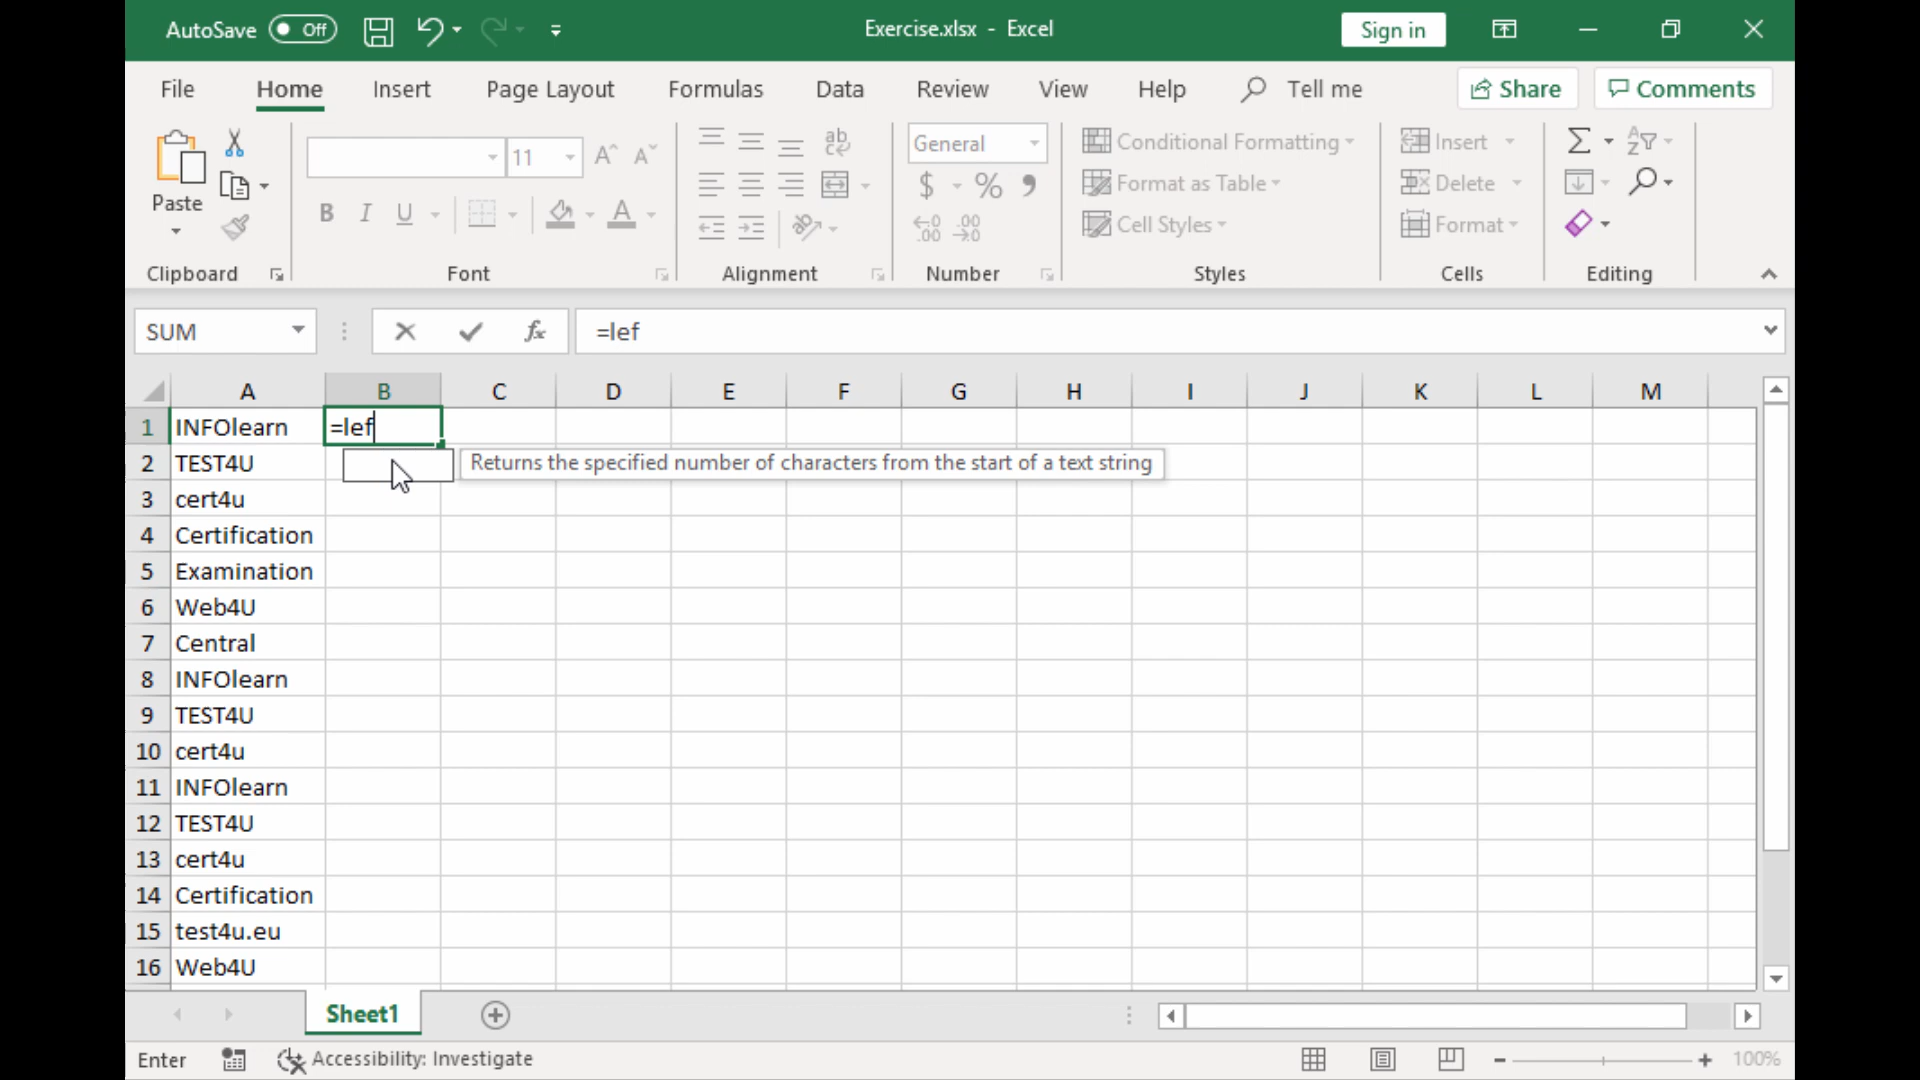 AutoSave Off Exercise.xlsx - Excel Sign in
File Home Insert Page Layout Formulas Data Review View Help Tell me Share Comments
Paste 11 General Conditional Formatting Insert
Format as Table Delete
Cell Styles Format
Clipboard Font Alignment Number Styles Cells Editing
SUM =lef
A B C D E F G H I J K L M
1 INFOlearn =lef
2 TEST4U Returns the specified number of characters from the start of a text string
3 cert4u
4 Certification
5 Examination
6 Web4U
7 Central
8 INFOlearn
9 TEST4U
10 cert4u
11 INFOlearn
12 TEST4U
13 cert4u
14 Certification
15 test4u.eu
16 Web4U
Sheet1
Enter Accessibility: Investigate 100%